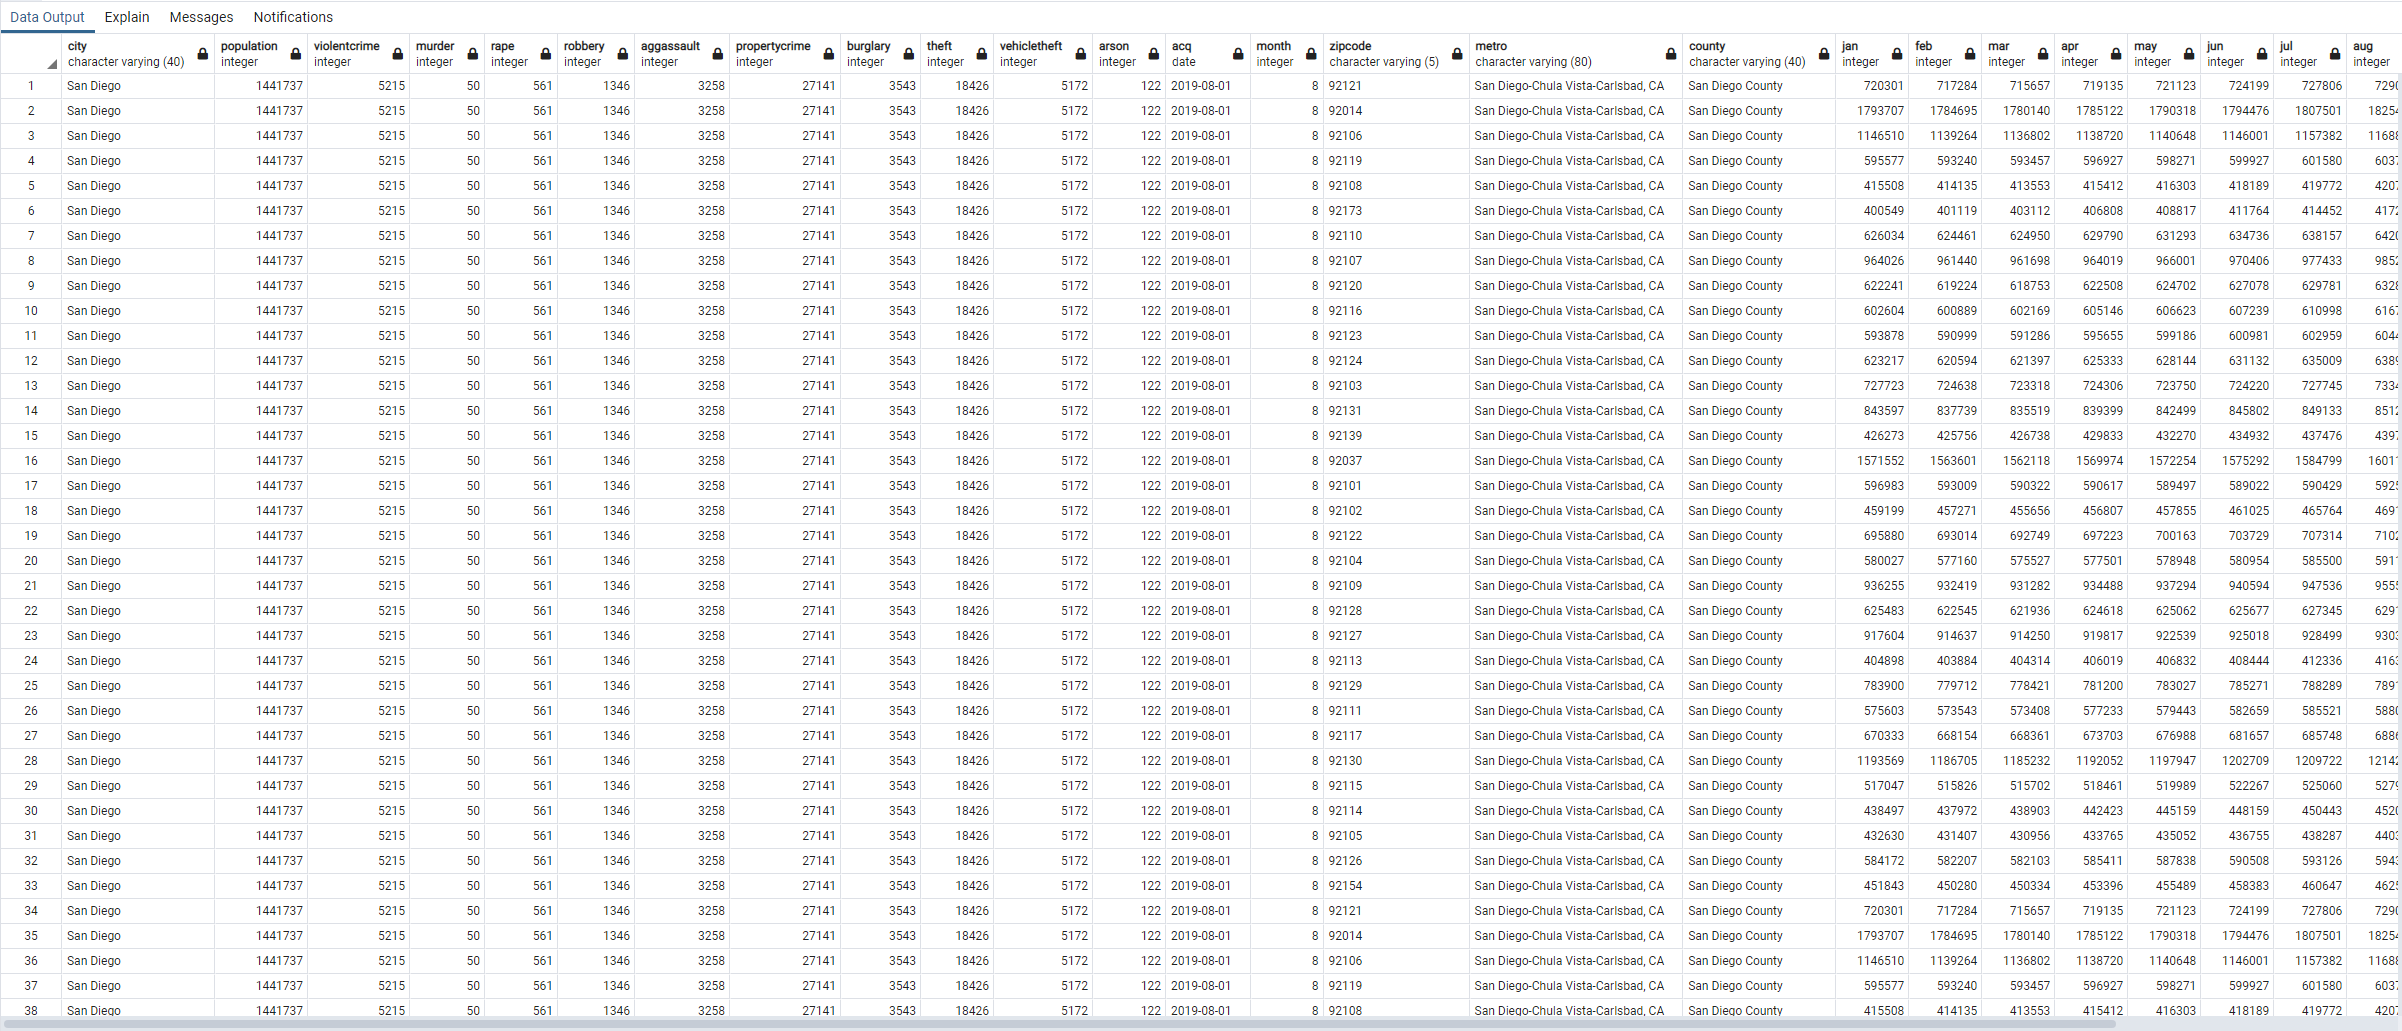 Data Output Explain Messages Notifications
city population violentcrime murder rape robbery aggassault propertycrime burglary theft vehicletheft arson acq month zipcode metro county jan feb mar apr may jun jul aug
character varying (40) integer integer integer integer integer integer integer integer integer integer integer date integer character varying (5) character varying (80) character varying (40) integer integer integer integer integer integer integer integer
1 San Diego 1441737 5215 50 561 1346 3258 27141 3543 18426 5172 122 2019-08-01 8 92121 San Diego-Chula Vista-Carlsbad, CA San Diego County 720301 717284 715657 719135 721123 724199 727806 7290
2 San Diego 1441737 5215 50 561 1346 3258 27141 3543 18426 5172 122 2019-08-01 8 92014 San Diego-Chula Vista-Carlsbad, CA San Diego County 1793707 1784695 1780140 1785122 1790318 1794476 1807501 18254
3 San Diego 1441737 5215 50 561 1346 3258 27141 3543 18426 5172 122 2019-08-01 8 92106 San Diego-Chula Vista-Carlsbad, CA San Diego County 1146510 1139264 1136802 1138720 1140648 1146001 1157382 11688
4 San Diego 1441737 5215 50 561 1346 3258 27141 3543 18426 5172 122 2019-08-01 8 92119 San Diego-Chula Vista-Carlsbad, CA San Diego County 595577 593240 593457 596927 598271 599927 601580 6037
5 San Diego 1441737 5215 50 561 1346 3258 27141 3543 18426 5172 122 2019-08-01 8 92108 San Diego-Chula Vista-Carlsbad, CA San Diego County 415508 414135 413553 415412 416303 418189 419772 4207
6 San Diego 1441737 5215 50 561 1346 3258 27141 3543 18426 5172 122 2019-08-01 8 92173 San Diego-Chula Vista-Carlsbad, CA San Diego County 400549 401119 403112 406808 408817 411764 414452 4172
7 San Diego 1441737 5215 50 561 1346 3258 27141 3543 18426 5172 122 2019-08-01 8 92110 San Diego-Chula Vista-Carlsbad, CA San Diego County 626034 624461 624950 629790 631293 634736 638157 6420
8 San Diego 1441737 5215 50 561 1346 3258 27141 3543 18426 5172 122 2019-08-01 8 92107 San Diego-Chula Vista-Carlsbad, CA San Diego County 964026 961440 961698 964019 966001 970406 977433 9852
9 San Diego 1441737 5215 50 561 1346 3258 27141 3543 18426 5172 122 2019-08-01 8 92120 San Diego-Chula Vista-Carlsbad, CA San Diego County 622241 619224 618753 622508 624702 627078 629781 6328
10 San Diego 1441737 5215 50 561 1346 3258 27141 3543 18426 5172 122 2019-08-01 8 92116 San Diego-Chula Vista-Carlsbad, CA San Diego County 602604 600889 602169 605146 606623 607239 610998 6167
11 San Diego 1441737 5215 50 561 1346 3258 27141 3543 18426 5172 122 2019-08-01 8 92123 San Diego-Chula Vista-Carlsbad, CA San Diego County 593878 590999 591286 595655 599186 600981 602959 6044
12 San Diego 1441737 5215 50 561 1346 3258 27141 3543 18426 5172 122 2019-08-01 8 92124 San Diego-Chula Vista-Carlsbad, CA San Diego County 623217 620594 621397 625333 628144 631132 635009 6389
13 San Diego 1441737 5215 50 561 1346 3258 27141 3543 18426 5172 122 2019-08-01 8 92103 San Diego-Chula Vista-Carlsbad, CA San Diego County 727723 724638 723318 724306 723750 724220 727745 7334
14 San Diego 1441737 5215 50 561 1346 3258 27141 3543 18426 5172 122 2019-08-01 8 92131 San Diego-Chula Vista-Carlsbad, CA San Diego County 843597 837739 835519 839399 842499 845802 849133 8512
15 San Diego 1441737 5215 50 561 1346 3258 27141 3543 18426 5172 122 2019-08-01 8 92139 San Diego-Chula Vista-Carlsbad, CA San Diego County 426273 425756 426738 429833 432270 434932 437476 4397
16 San Diego 1441737 5215 50 561 1346 3258 27141 3543 18426 5172 122 2019-08-01 8 92037 San Diego-Chula Vista-Carlsbad, CA San Diego County 1571552 1563601 1562118 1569974 1572254 1575292 1584799 16011
17 San Diego 1441737 5215 50 561 1346 3258 27141 3543 18426 5172 122 2019-08-01 8 92101 San Diego-Chula Vista-Carlsbad, CA San Diego County 596983 593009 590322 590617 589497 589022 590429 5925
18 San Diego 1441737 5215 50 561 1346 3258 27141 3543 18426 5172 122 2019-08-01 8 92102 San Diego-Chula Vista-Carlsbad, CA San Diego County 459199 457271 455656 456807 457855 461025 465764 4691
19 San Diego 1441737 5215 50 561 1346 3258 27141 3543 18426 5172 122 2019-08-01 8 92122 San Diego-Chula Vista-Carlsbad, CA San Diego County 695880 693014 692749 697223 700163 703729 707314 7102
20 San Diego 1441737 5215 50 561 1346 3258 27141 3543 18426 5172 122 2019-08-01 8 92104 San Diego-Chula Vista-Carlsbad, CA San Diego County 580027 577160 575527 577501 578948 580954 585500 5911
21 San Diego 1441737 5215 50 561 1346 3258 27141 3543 18426 5172 122 2019-08-01 8 92109 San Diego-Chula Vista-Carlsbad, CA San Diego County 936255 932419 931282 934488 937294 940594 947536 9555
22 San Diego 1441737 5215 50 561 1346 3258 27141 3543 18426 5172 122 2019-08-01 8 92128 San Diego-Chula Vista-Carlsbad, CA San Diego County 625483 622545 621936 624618 625062 625677 627345 6291
23 San Diego 1441737 5215 50 561 1346 3258 27141 3543 18426 5172 122 2019-08-01 8 92127 San Diego-Chula Vista-Carlsbad, CA San Diego County 917604 914637 914250 919817 922539 925018 928499 9303
24 San Diego 1441737 5215 50 561 1346 3258 27141 3543 18426 5172 122 2019-08-01 8 92113 San Diego-Chula Vista-Carlsbad, CA San Diego County 404898 403884 404314 406019 406832 408444 412336 4163
25 San Diego 1441737 5215 50 561 1346 3258 27141 3543 18426 5172 122 2019-08-01 8 92129 San Diego-Chula Vista-Carlsbad, CA San Diego County 783900 779712 778421 781200 783027 785271 788289 7891
26 San Diego 1441737 5215 50 561 1346 3258 27141 3543 18426 5172 122 2019-08-01 8 92111 San Diego-Chula Vista-Carlsbad, CA San Diego County 575603 573543 573408 577233 579443 582659 585521 5880
27 San Diego 1441737 5215 50 561 1346 3258 27141 3543 18426 5172 122 2019-08-01 8 92117 San Diego-Chula Vista-Carlsbad, CA San Diego County 670333 668154 668361 673703 676988 681657 685748 6886
28 San Diego 1441737 5215 50 561 1346 3258 27141 3543 18426 5172 122 2019-08-01 8 92130 San Diego-Chula Vista-Carlsbad, CA San Diego County 1193569 1186705 1185232 1192052 1197947 1202709 1209722 12142
29 San Diego 1441737 5215 50 561 1346 3258 27141 3543 18426 5172 122 2019-08-01 8 92115 San Diego-Chula Vista-Carlsbad, CA San Diego County 517047 515826 515702 518461 519989 522267 525060 5279
30 San Diego 1441737 5215 50 561 1346 3258 27141 3543 18426 5172 122 2019-08-01 8 92114 San Diego-Chula Vista-Carlsbad, CA San Diego County 438497 437972 438903 442423 445159 448159 450443 4520
31 San Diego 1441737 5215 50 561 1346 3258 27141 3543 18426 5172 122 2019-08-01 8 92105 San Diego-Chula Vista-Carlsbad, CA San Diego County 432630 431407 430956 433765 435052 436755 438287 4403
32 San Diego 1441737 5215 50 561 1346 3258 27141 3543 18426 5172 122 2019-08-01 8 92126 San Diego-Chula Vista-Carlsbad, CA San Diego County 584172 582207 582103 585411 587838 590508 593126 5943
33 San Diego 1441737 5215 50 561 1346 3258 27141 3543 18426 5172 122 2019-08-01 8 92154 San Diego-Chula Vista-Carlsbad, CA San Diego County 451843 450280 450334 453396 455489 458383 460647 4625
34 San Diego 1441737 5215 50 561 1346 3258 27141 3543 18426 5172 122 2019-08-01 8 92121 San Diego-Chula Vista-Carlsbad, CA San Diego County 720301 717284 715657 719135 721123 724199 727806 7290
35 San Diego 1441737 5215 50 561 1346 3258 27141 3543 18426 5172 122 2019-08-01 8 92014 San Diego-Chula Vista-Carlsbad, CA San Diego County 1793707 1784695 1780140 1785122 1790318 1794476 1807501 18254
36 San Diego 1441737 5215 50 561 1346 3258 27141 3543 18426 5172 122 2019-08-01 8 92106 San Diego-Chula Vista-Carlsbad, CA San Diego County 1146510 1139264 1136802 1138720 1140648 1146001 1157382 11688
37 San Diego 1441737 5215 50 561 1346 3258 27141 3543 18426 5172 122 2019-08-01 8 92119 San Diego-Chula Vista-Carlsbad, CA San Diego County 595577 593240 593457 596927 598271 599927 601580 6037
38 San Diego 1441737 5215 50 561 1346 3258 27141 3543 18426 5172 122 2019-08-01 8 92108 San Diego-Chula Vista-Carlsbad, CA San Diego County 415508 414135 413553 415412 416303 418189 419772 4207